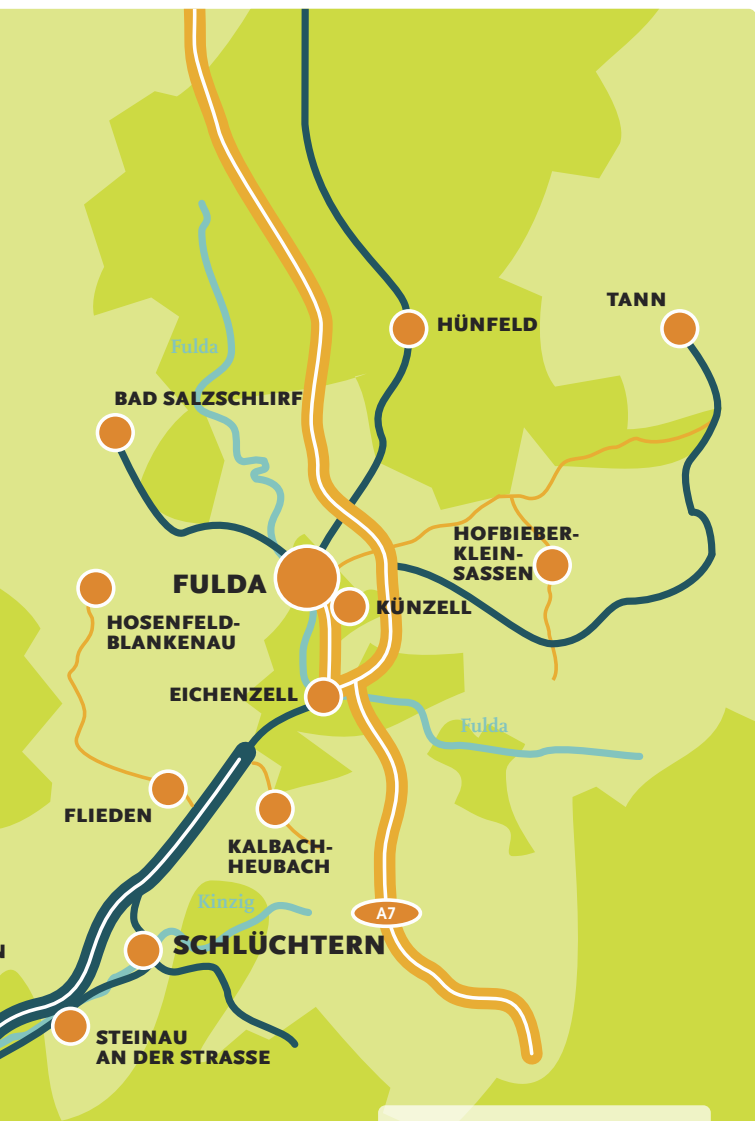 TANN
HÜNFELD
Fulda
BAD SALZSCHLIRF
HOFBIEBER-
KLEIN-
SASSEN
FULDA
KÜNZELL
HOSENFELD-
BLANKENAU
EICHENZELL
Fulda
FLIEDEN
KALBACH-
HEUBACH
Kinzig
A7
SCHLÜCHTERN
N
STEINAU
AN DER STRASSE